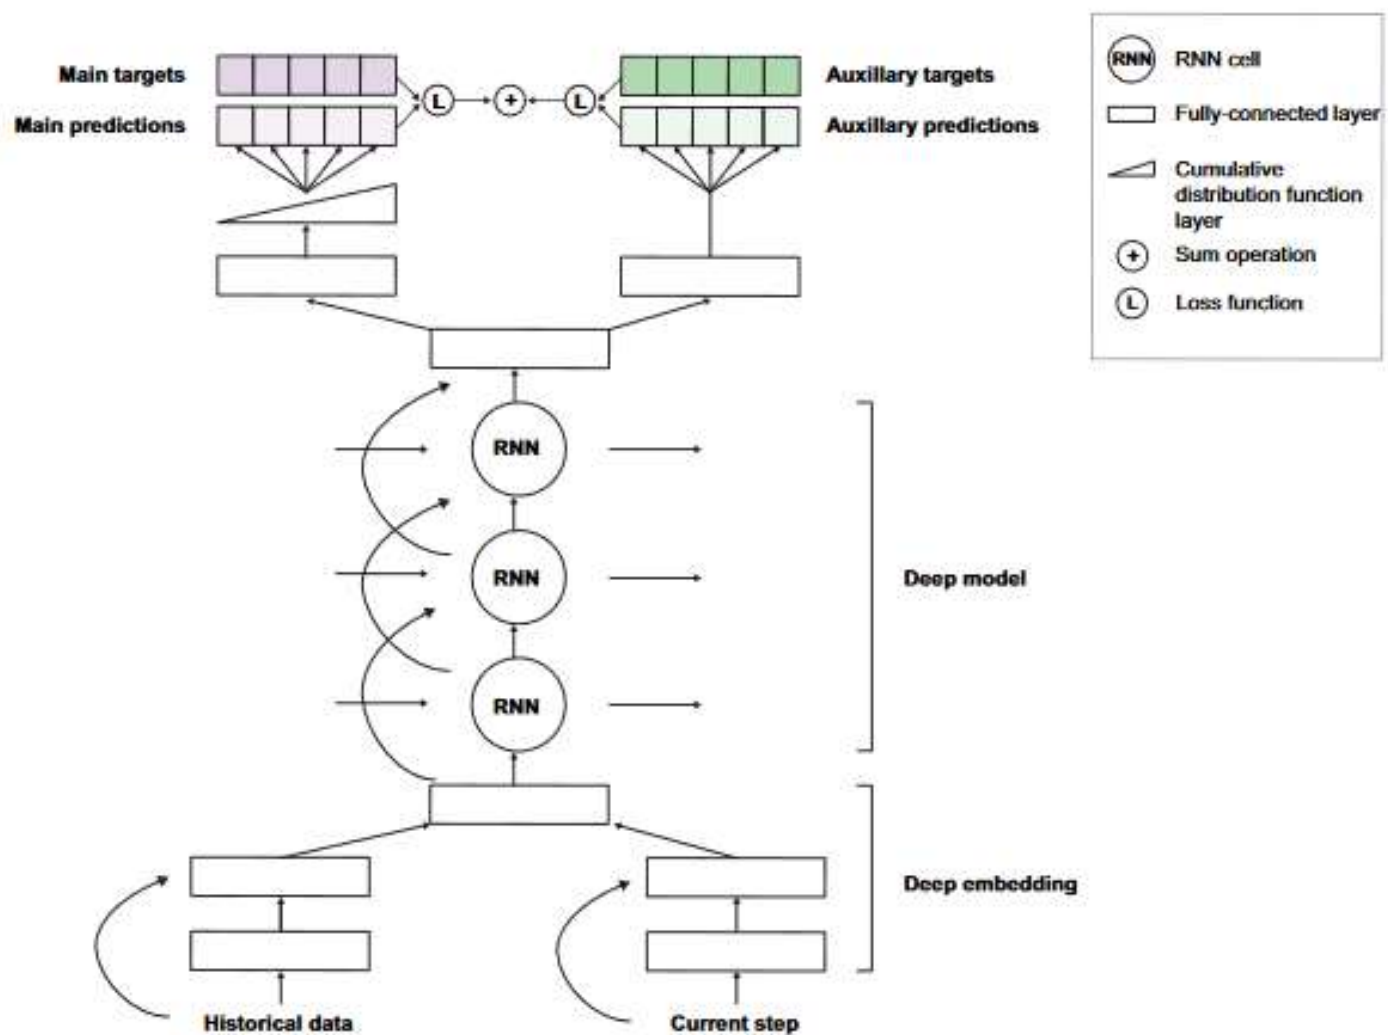 Main targets
L
+
L
Auxillary targets
Main predictions
Auxillary predictions
RNN
RNN cell
Fully-connected layer
Cumulative
distribution function
layer
+
Sum operation
L
Loss function
RNN
RNN
Deep model
RNN
Deep embedding
Historical data
Current step